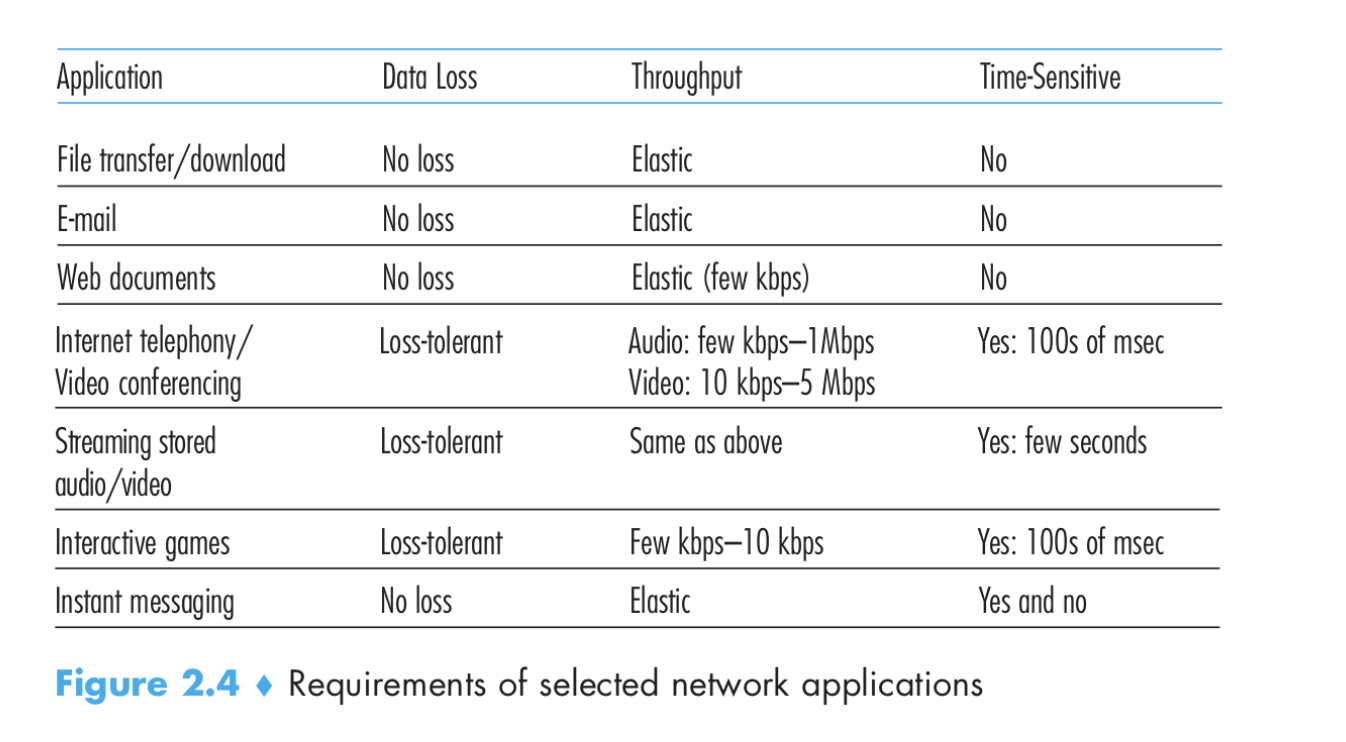 Application Data Loss Throughput Time-Sensitive
File transfer/download No loss Elastic No
E-mail No loss Elastic No
Web documents No loss Elastic (few kbps) No
Internet telephony/ Loss-tolerant Audio: few kbps–1Mbps Yes: 100s of msec
Video conferencing Video: 10 kbps–5 Mbps
Streaming stored Loss-tolerant Same as above Yes: few seconds
audio/video
Interactive games Loss-tolerant Few kbps–10 kbps Yes: 100s of msec
Instant messaging No loss Elastic Yes and no
Figure 2.4 ♦ Requirements of selected network applications